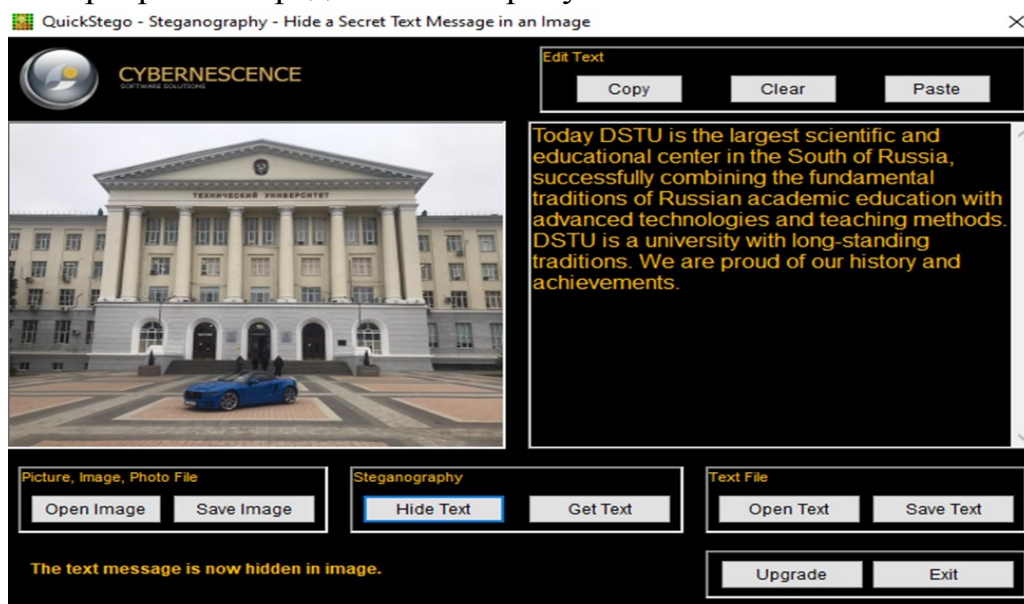 QuickStego - Steganography - Hide a Secret Text Message in an Image
CYBERNESCENCE
SOFTWARE SOLUTIONS
Edit Text
Copy Clear Paste
ТЕХНИЧЕСКИЙ УНИВЕРСИТЕТ
Today DSTU is the largest scientific and
educational center in the South of Russia,
successfully combining the fundamental
traditions of Russian academic education with
advanced technologies and teaching methods.
DSTU is a university with long-standing
traditions. We are proud of our history and
achievements.
Picture, Image, Photo File
Open Image Save Image
Steganography
Hide Text Get Text
Text File
Open Text Save Text
The text message is now hidden in image.
Upgrade Exit